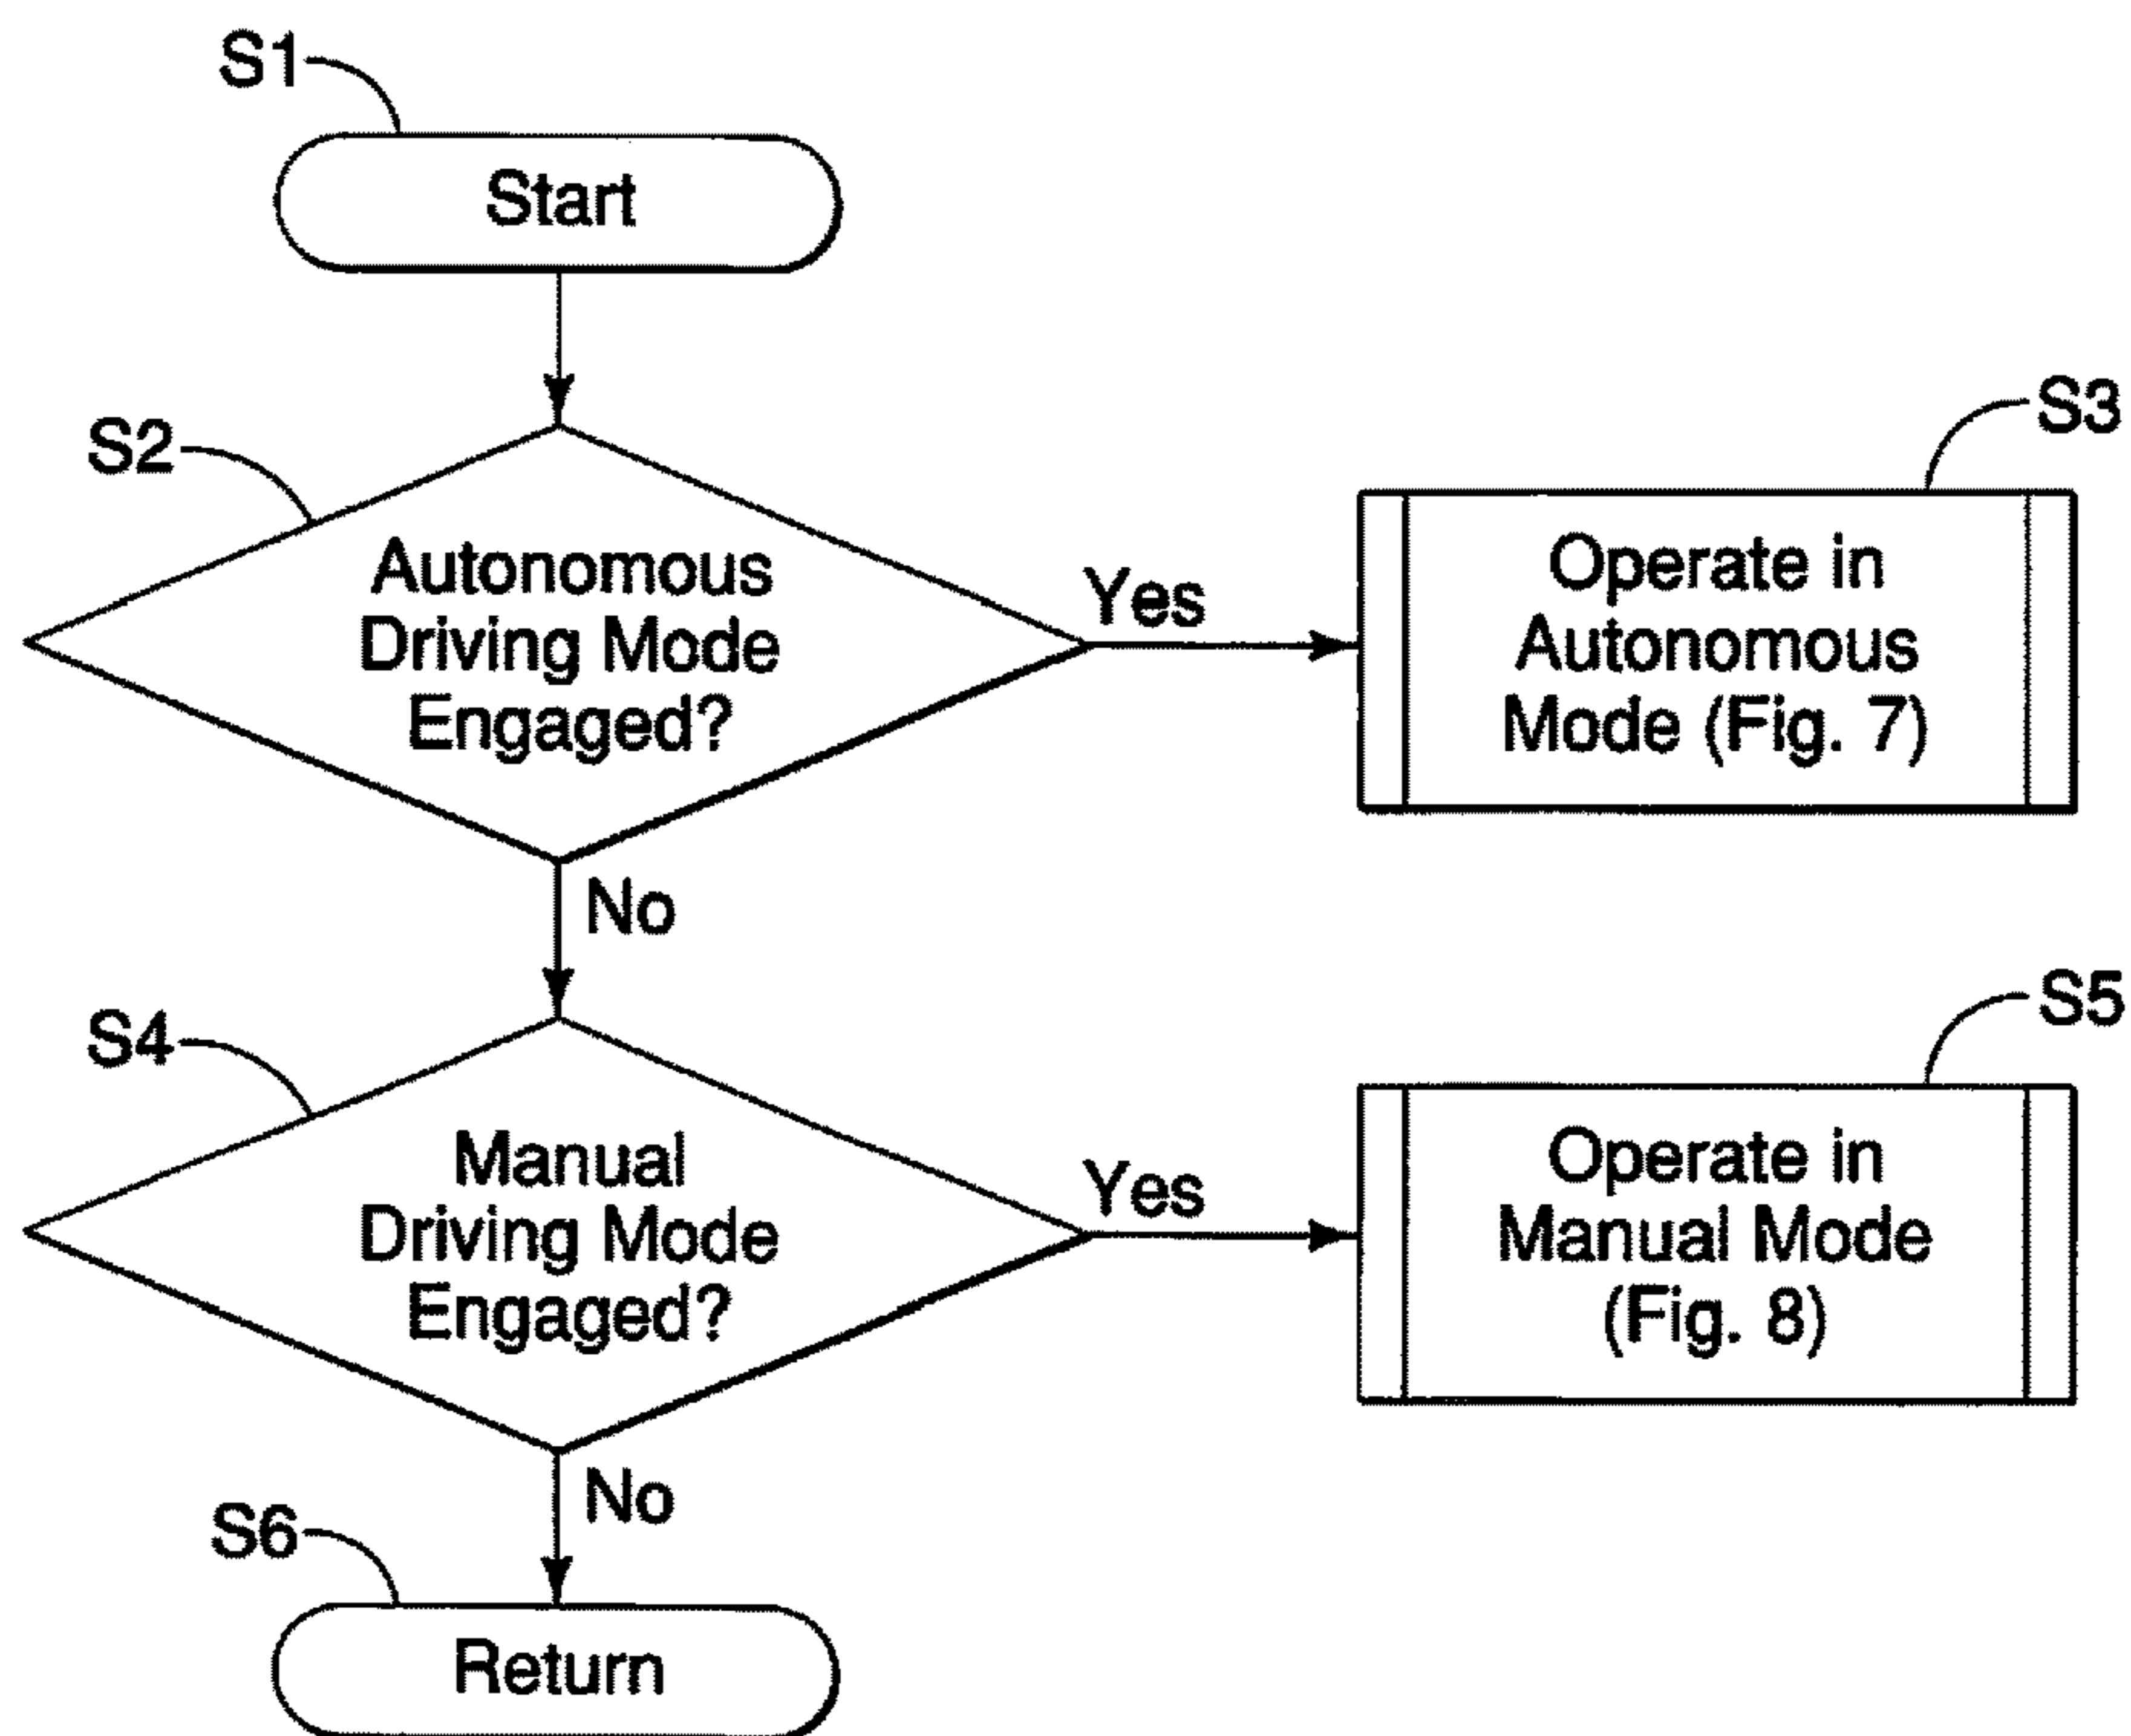 S1
Start
S2
Autonomous
Driving Mode
Engaged?
Yes
S3
Operate in
Autonomous
Mode (Fig. 7)
No
S4
Manual
Driving Mode
Engaged?
Yes
S5
Operate in
Manual Mode
(Fig. 8)
No
S6
Return